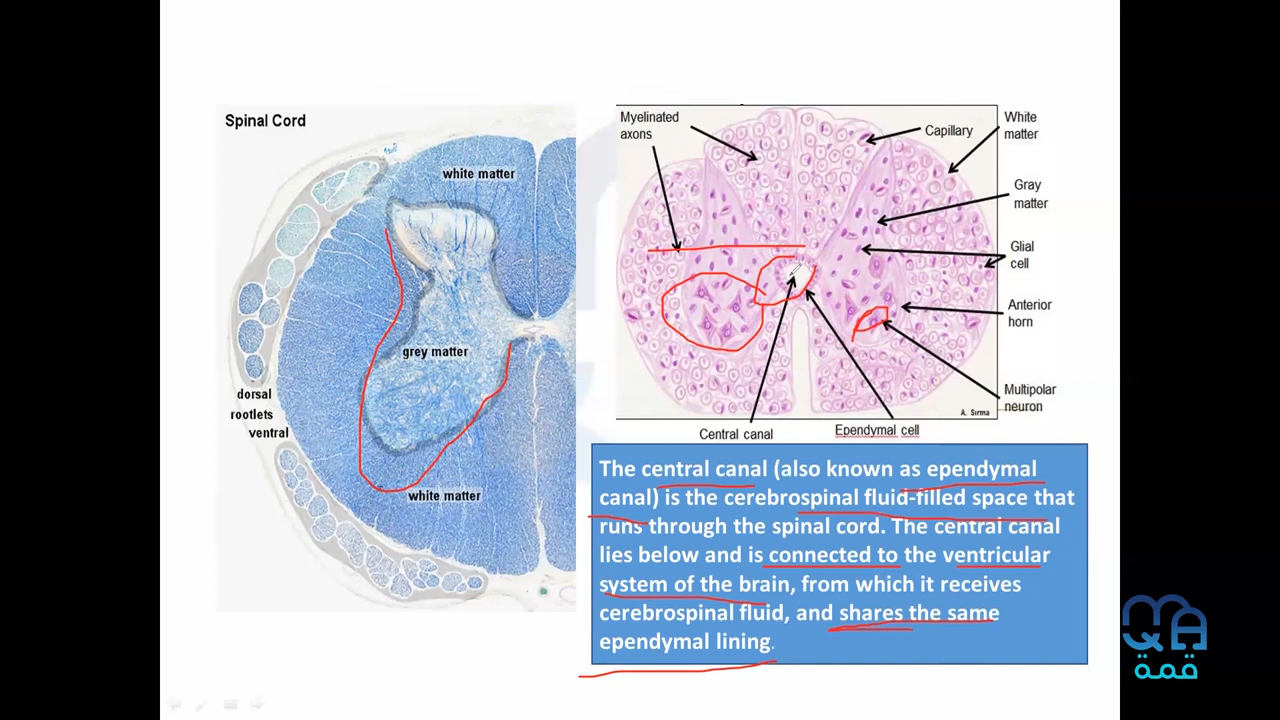 Spinal Cord
white matter
grey matter
dorsal
rootlets
ventral
white matter
Myelinated
axons
Capillary
White
matter
Gray
matter
Glial
cell
Anterior
horn
Multipolar
neuron
A. Sırma
Central canal
Ependymal cell
The central canal (also known as ependymal
canal) is the cerebrospinal fluid-filled space that
runs through the spinal cord. The central canal
lies below and is connected to the ventricular
system of the brain, from which it receives
cerebrospinal fluid, and shares the same
ependymal lining.
QMA
قمة